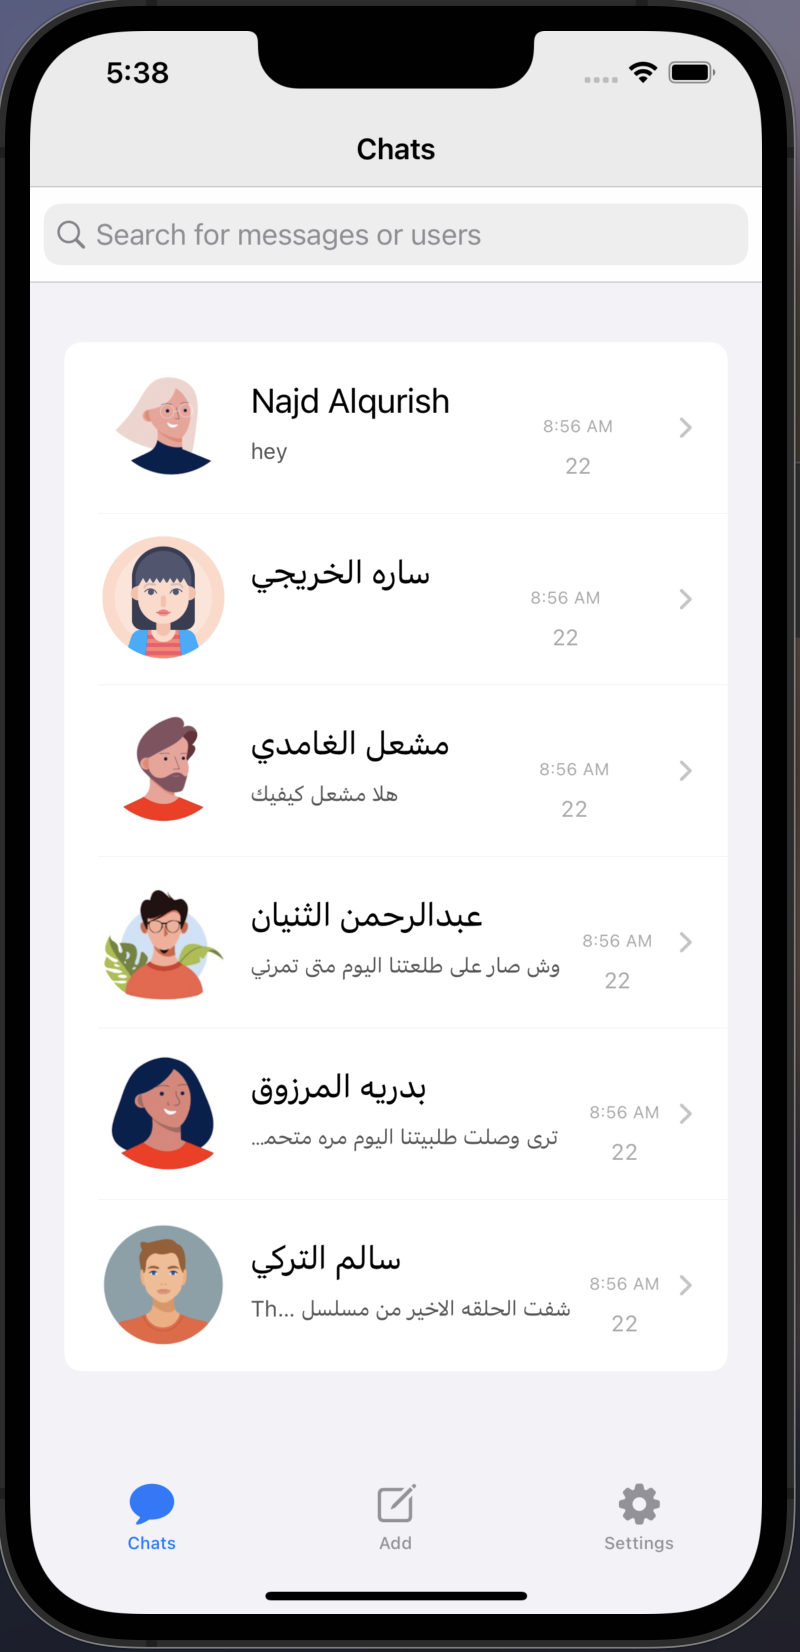 5:38
Chats
Search for messages or users
Najd Alqurish
8:56 AM
hey
22
ساره الخريجي
8:56 AM
22
مشعل الغامدي
8:56 AM
هلا مشعل كيفيك
22
عبدالرحمن الثنيان
8:56 AM
وش صار على طلعتنا اليوم متى تمرني
22
بدريه المرزوق
8:56 AM
ترى وصلت طلبيتنا اليوم مره متحمـ...
22
سالم التركي
8:56 AM
شفت الحلقه الاخير من مسلسل Th...
22
Chats
Add
Settings